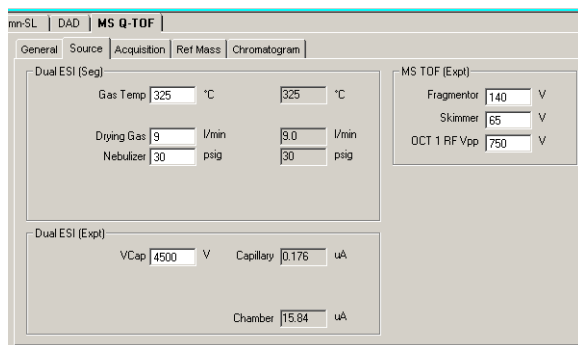 mn-SL DAD MS Q-TOF
General Source Acquisition Ref Mass Chromatogram
Dual ESI (Seg)
Gas Temp 325 °C 325 °C
Drying Gas 9 l/min 9.0 l/min
Nebulizer 30 psig 30 psig
MS TOF (Expt)
Fragmentor 140 V
Skimmer 65 V
OCT 1 RF Vpp 750 V
Dual ESI (Expt)
VCap 4500 V Capillary 0.176 uA
Chamber 15.84 uA